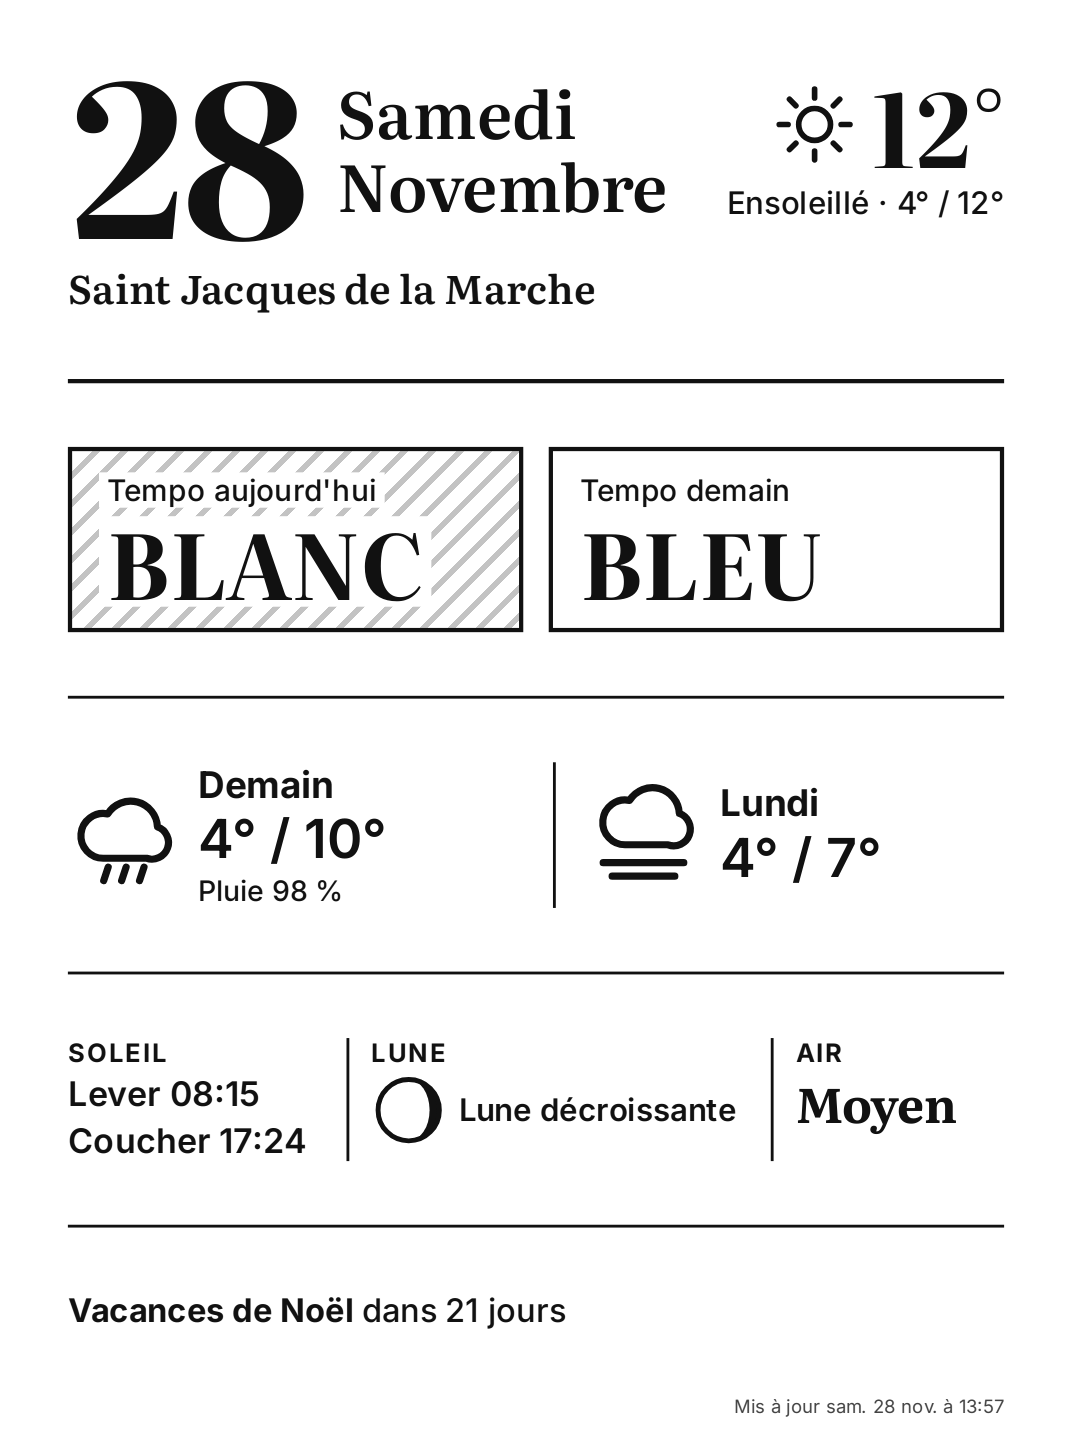 28
Samedi
Novembre
12°
Ensoleillé · 4° / 12°
Saint Jacques de la Marche
Tempo aujourd'hui
BLANC
Tempo demain
BLEU
Demain
4° / 10°
Pluie 98 %
Lundi
4° / 7°
SOLEIL
Lever 08:15
Coucher 17:24
LUNE
Lune décroissante
AIR
Moyen
Vacances de Noël dans 21 jours
Mis à jour sam. 28 nov. à 13:57